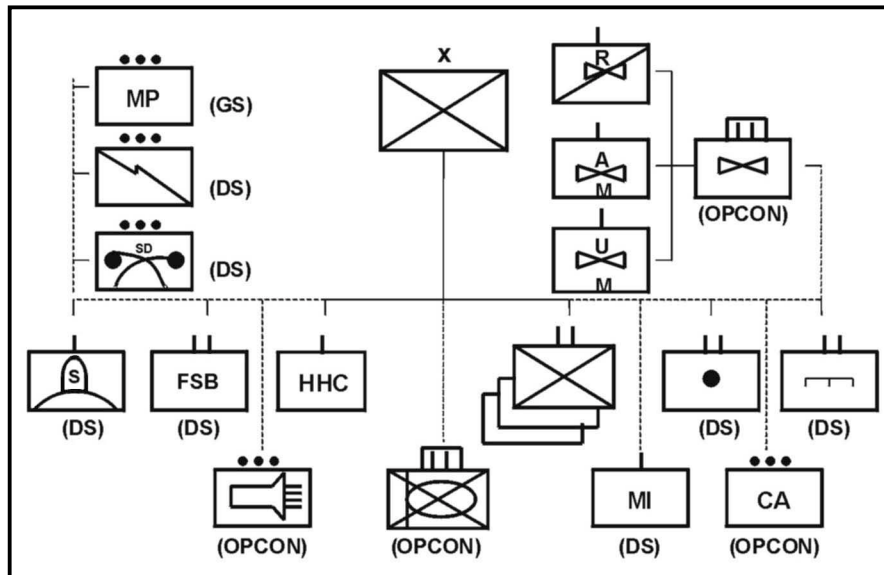 MP
(GS)
(DS)
SD
(DS)
X
R
A
M
U
M
(OPCON)
S
(DS)
FSB
(DS)
HHC
(DS)
(DS)
(OPCON)
(OPCON)
MI
(DS)
CA
(OPCON)